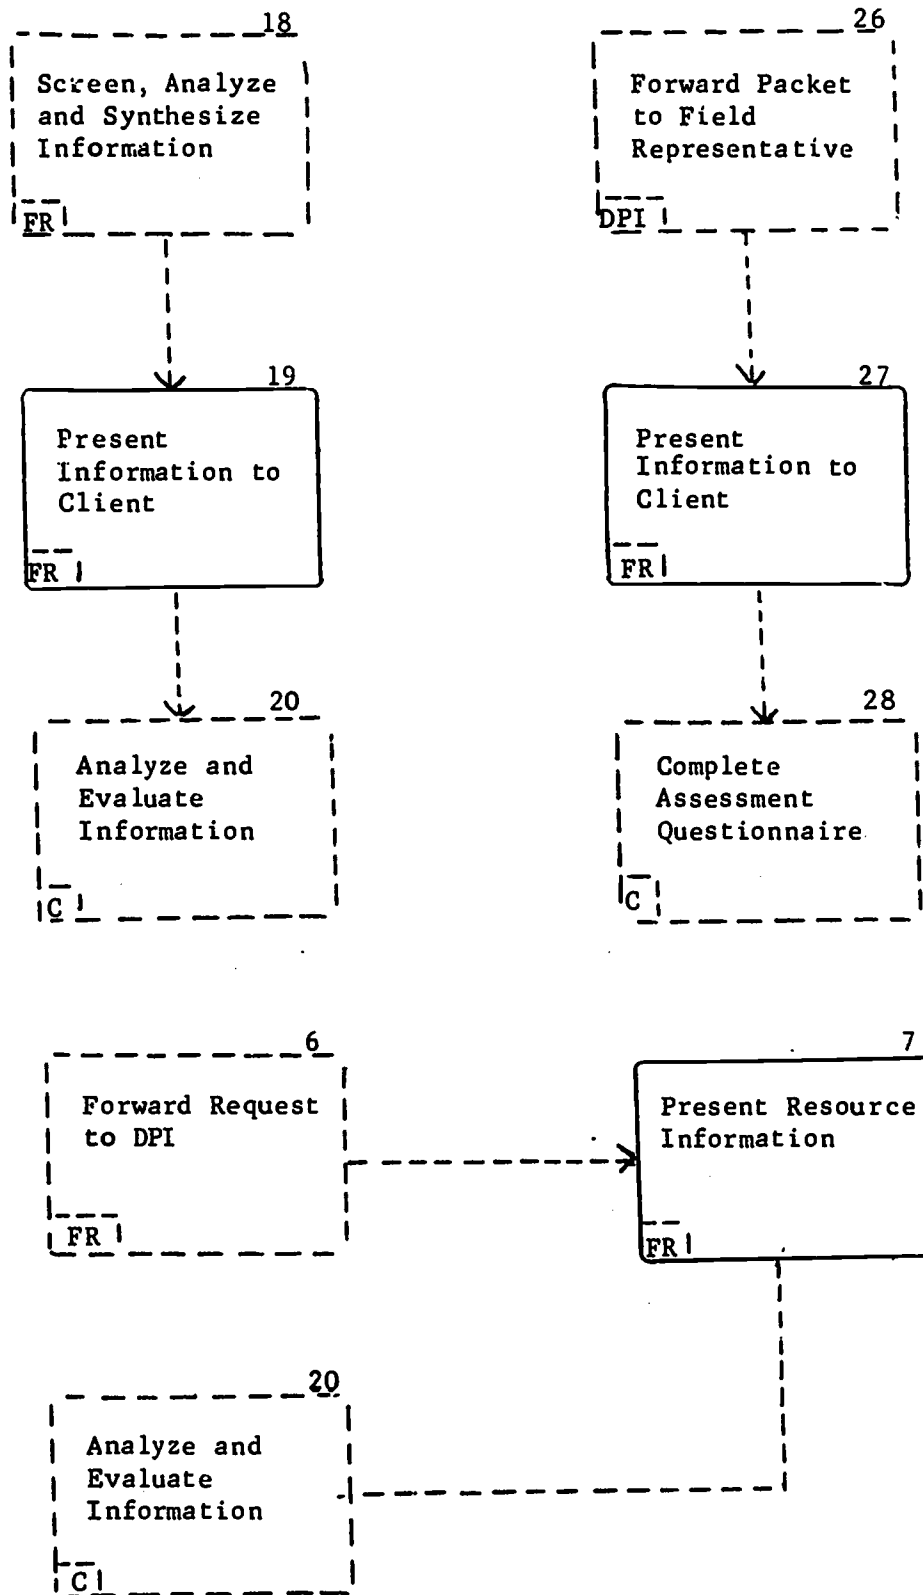 18
Screen, Analyze
and Synthesize
Information
FR
26
Forward Packet
to Field
Representative
DPI
19
Present
Information to
Client
FR
27
Present
Information to
Client
FR
20
Analyze and
Evaluate
Information
C
28
Complete
Assessment
Questionnaire
C
6
Forward Request
to DPI
FR
7
Present Resource
Information
FR
20
Analyze and
Evaluate
Information
C